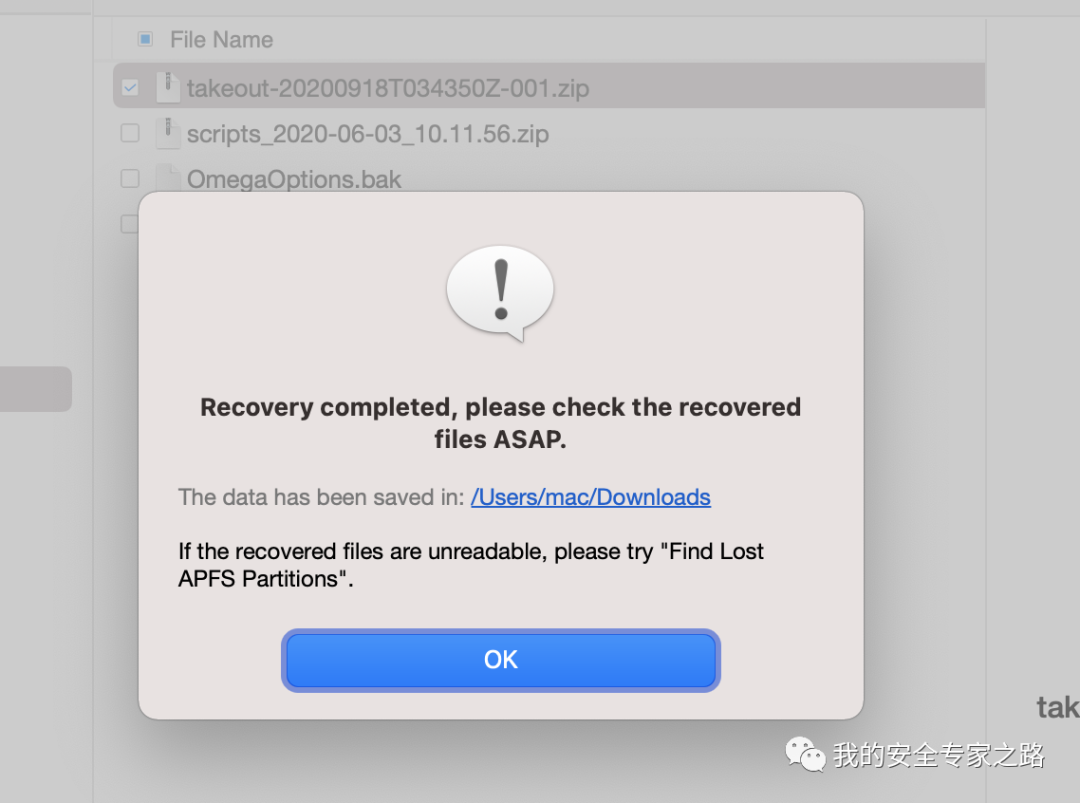 File Name
takeout-20200918T034350Z-001.zip
scripts_2020-06-03_10.11.56.zip
OmegaOptions.bak
Recovery completed, please check the recovered
files ASAP.
The data has been saved in: /Users/mac/Downloads
If the recovered files are unreadable, please try "Find Lost
APFS Partitions".
OK
tak
我的安全专家之路